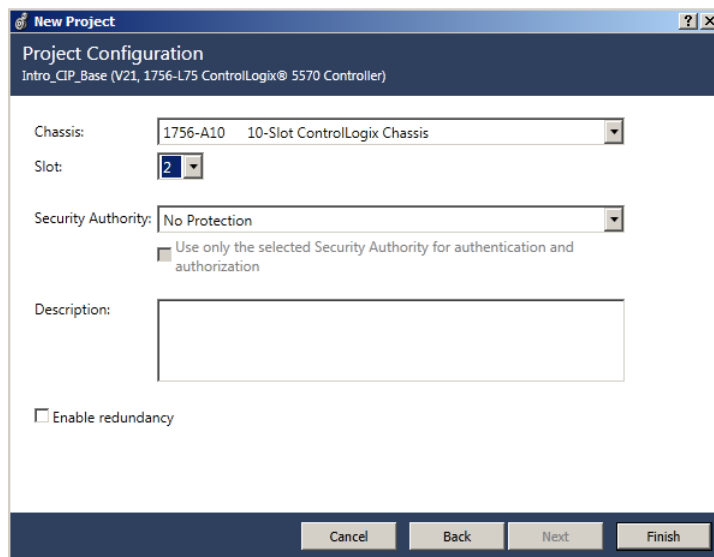 New Project
Project Configuration
Intro_CIP_Base (V21, 1756-L75 ControlLogix® 5570 Controller)
Chassis: 1756-A10 10-Slot ControlLogix Chassis
Slot: 2
Security Authority: No Protection
Use only the selected Security Authority for authentication and
authorization
Description:
Enable redundancy
Cancel Back Next Finish